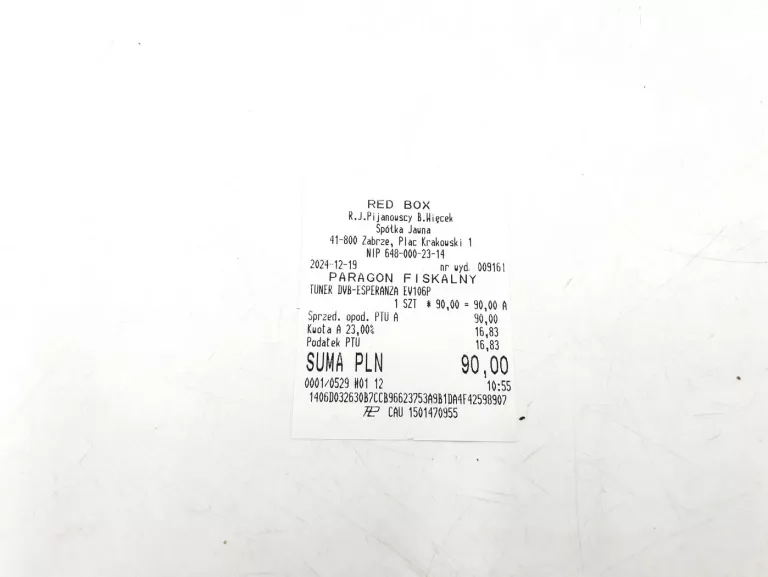 RED BOX
R.J.Pijanowscy B.Więcek
Spółka Jawna
41-800 Zabrze, Plac Krakowski 1
NIP 648-000-23-14
2024-12-19 nr wyd. 009161
PARAGON FISKALNY
TUNER DVB-ESPERANZA EV106P
1 SZT * 90,00 = 90,00 A
Sprzed. opod. PTU A 90,00
Kwota A 23,00% 16,83
Podatek PTU 16,83
SUMA PLN 90,00
0001/0529 #01 12 10:55
1406D032630B7CCB96623753A9B1DA4F42598907
CAU 1501470955